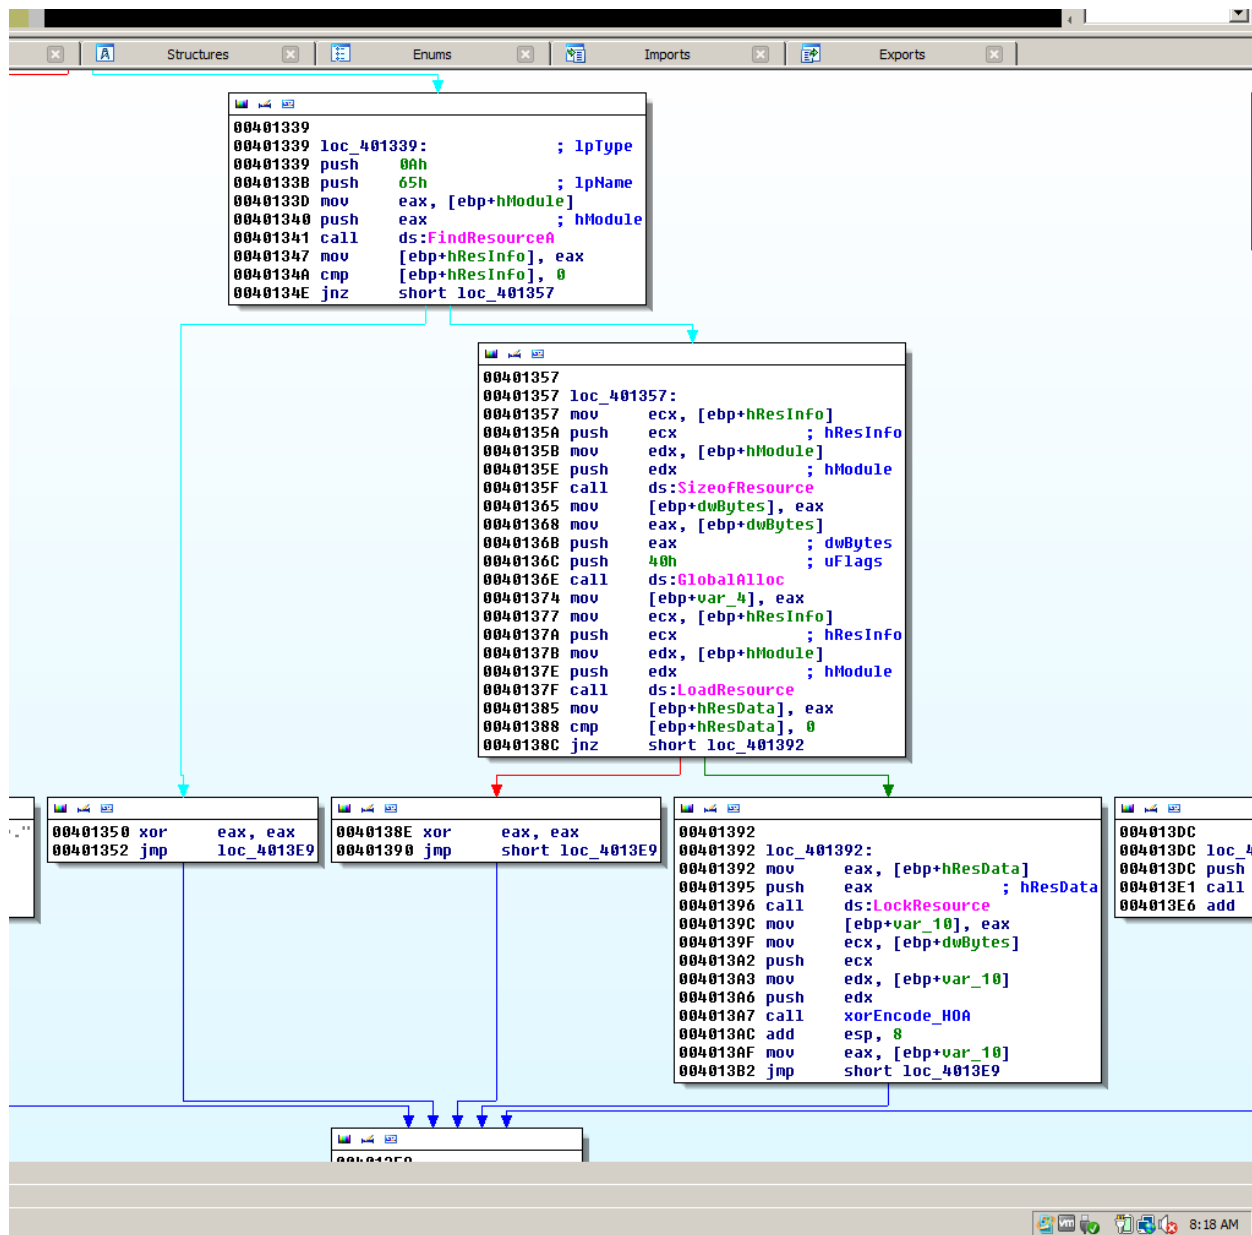 Structures
Enums
Imports
Exports
00401339
00401339 loc_401339: ; lpType
00401339 push 0Ah
0040133B push 65h ; lpName
0040133D mov eax, [ebp+hModule]
00401340 push eax ; hModule
00401341 call ds:FindResourceA
00401347 mov [ebp+hResInfo], eax
0040134A cmp [ebp+hResInfo], 0
0040134E jnz short loc_401357
00401357
00401357 loc_401357:
00401357 mov ecx, [ebp+hResInfo]
0040135A push ecx ; hResInfo
0040135B mov edx, [ebp+hModule]
0040135E push edx ; hModule
0040135F call ds:SizeofResource
00401365 mov [ebp+dwBytes], eax
00401368 mov eax, [ebp+dwBytes]
0040136B push eax ; dwBytes
0040136C push 40h ; uFlags
0040136E call ds:GlobalAlloc
00401374 mov [ebp+var_4], eax
00401377 mov ecx, [ebp+hResInfo]
0040137A push ecx ; hResInfo
0040137B mov edx, [ebp+hModule]
0040137E push edx ; hModule
0040137F call ds:LoadResource
00401385 mov [ebp+hResData], eax
00401388 cmp [ebp+hResData], 0
0040138C jnz short loc_401392
."
00401350 xor eax, eax
00401352 jmp loc_4013E9
0040138E xor eax, eax
00401390 jmp short loc_4013E9
00401392
00401392 loc_401392:
00401392 mov eax, [ebp+hResData]
00401395 push eax ; hResData
00401396 call ds:LockResource
0040139C mov [ebp+var_10], eax
0040139F mov ecx, [ebp+dwBytes]
004013A2 push ecx
004013A3 mov edx, [ebp+var_10]
004013A6 push edx
004013A7 call xorEncode_HOA
004013AC add esp, 8
004013AF mov eax, [ebp+var_10]
004013B2 jmp short loc_4013E9
004013DC
004013DC loc_4
004013DC push
004013E1 call
004013E6 add
8:18 AM